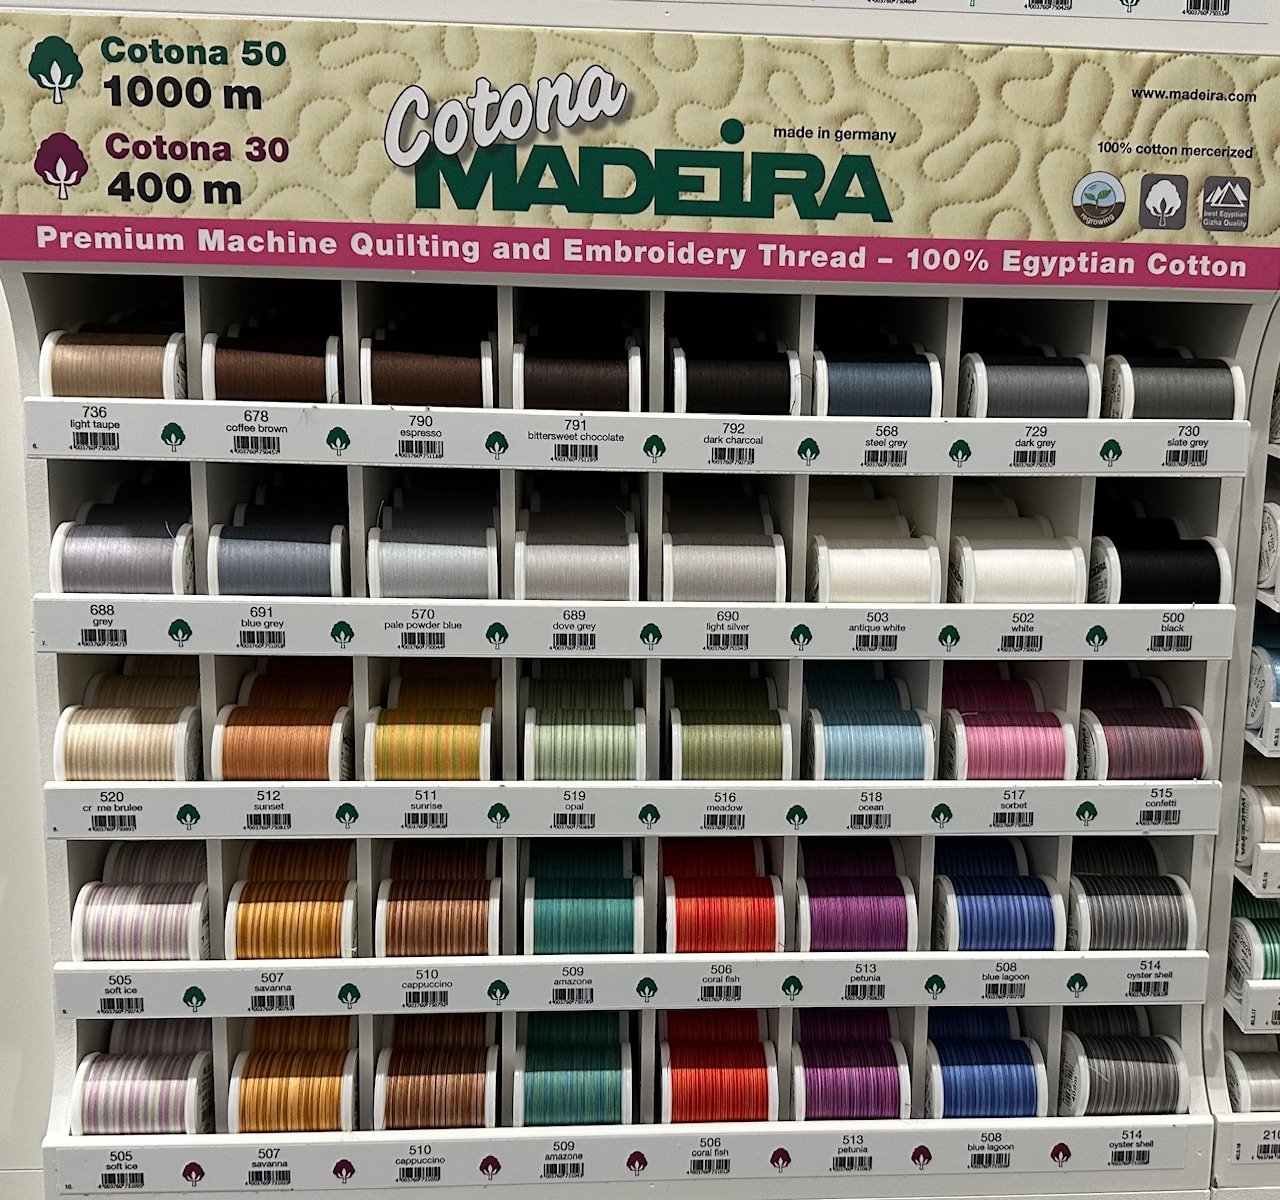 Cotona 50
1000 m
Cotona 30
400 m
Cotona
MADEIRA
made in germany
www.madeira.com
100% cotton mercerized
regrowing
best Egyptian
Gizha Quality
Premium Machine Quilting and Embroidery Thread – 100% Egyptian Cotton
736
light taupe
678
coffee brown
790
espresso
791
bittersweet chocolate
792
dark charcoal
568
steel grey
729
dark grey
730
slate grey
6.
688
grey
691
blue grey
570
pale powder blue
689
dove grey
690
light silver
503
antique white
502
white
500
black
7.
520
cr me brulee
512
sunset
511
sunrise
519
opal
516
meadow
518
ocean
517
sorbet
515
confetti
8.
505
soft ice
507
savanna
510
cappuccino
509
amazone
506
coral fish
513
petunia
508
blue lagoon
514
oyster shell
9.
505
soft ice
507
savanna
510
cappuccino
509
amazone
506
coral fish
513
petunia
508
blue lagoon
514
oyster shell
10.